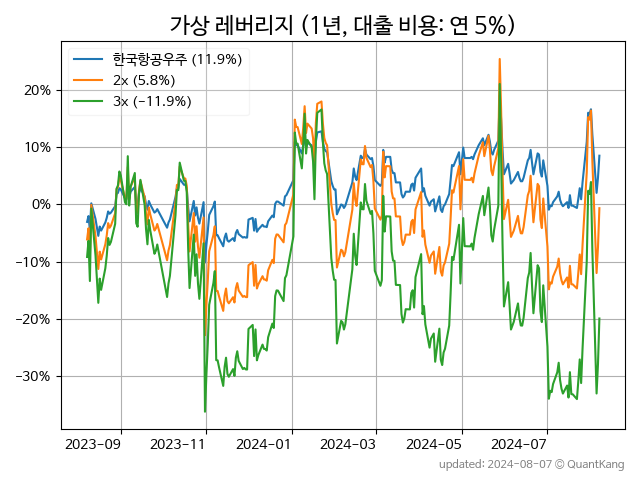 가상 레버리지 (1년, 대출 비용: 연 5%)
한국항공우주 (11.9%)
2x (5.8%)
3x (−11.9%)
20%
10%
0%
−10%
−20%
−30%
2023-09
2023-11
2024-01
2024-03
2024-05
2024-07
updated: 2024-08-07 © QuantKang